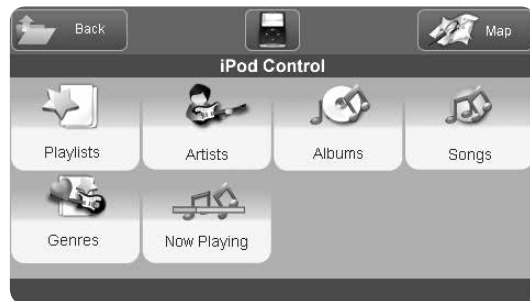 Back
Map
iPod Control
Playlists
Artists
Albums
Songs
Genres
Now Playing